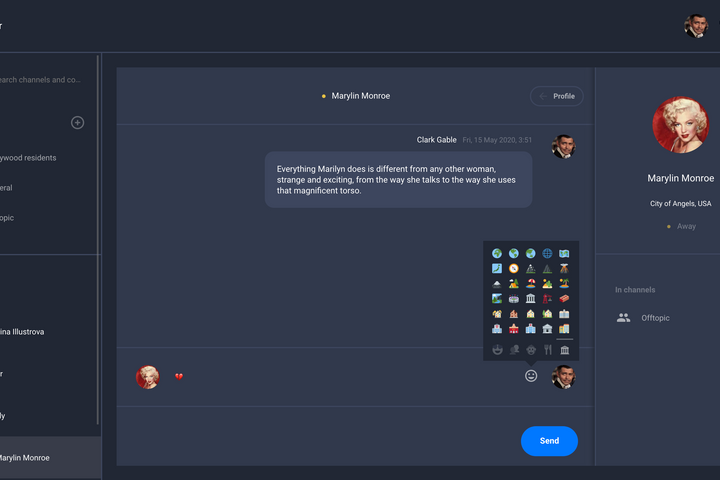 Marylin Monroe
Profile
Clark Gable Fri, 15 May 2020, 3:51
Everything Marilyn does is different from any other woman,
strange and exciting, from the way she talks to the way she uses
that magnificent torso.
Send
Marylin Monroe
City of Angels, USA
Away
In channels
Offtopic
earch channels and co...
ywood residents
eral
opic
ina Illustrova
r
ly
Marylin Monroe